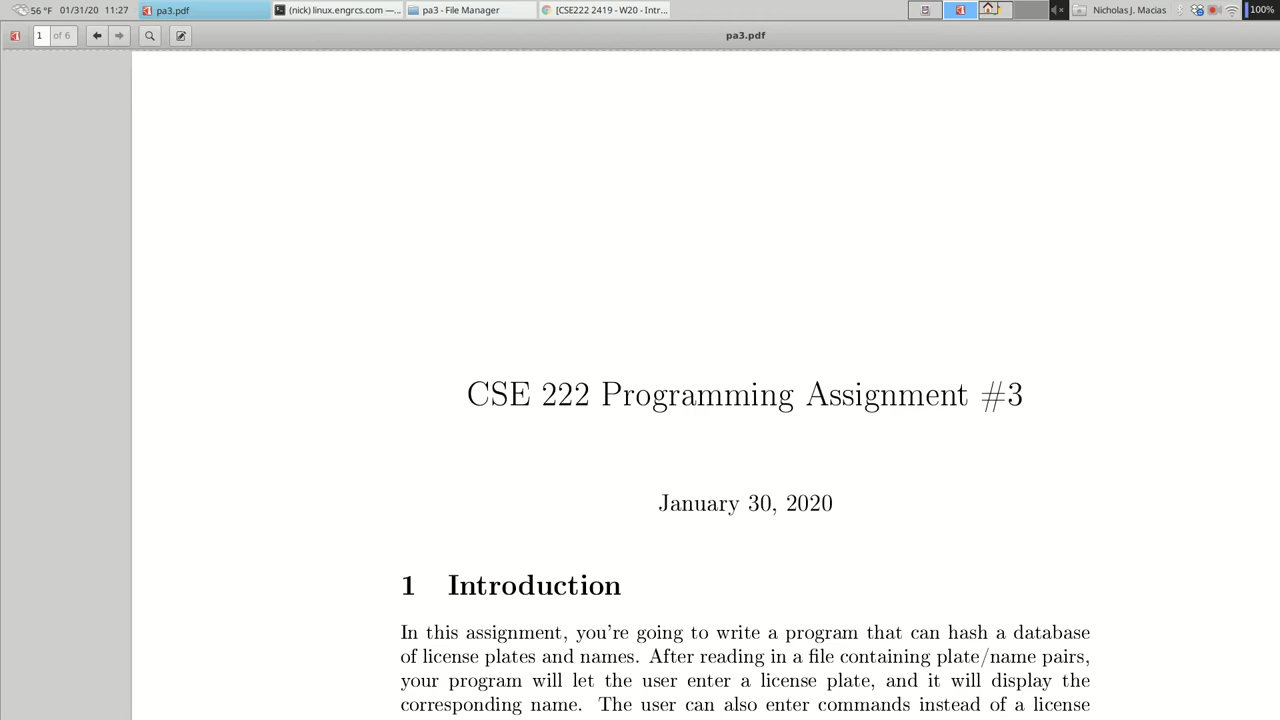 56 °F 01/31/20 11:27 pa3.pdf (nick) linux.engrcs.com —... pa3 - File Manager [CSE222 2419 - W20 - Intr... Nicholas J. Macias 100%
1 of 6 pa3.pdf
CSE 222 Programming Assignment #3
January 30, 2020
1 Introduction
In this assignment, you're going to write a program that can hash a database
of license plates and names. After reading in a file containing plate/name pairs,
your program will let the user enter a license plate, and it will display the
corresponding name. The user can also enter commands instead of a license